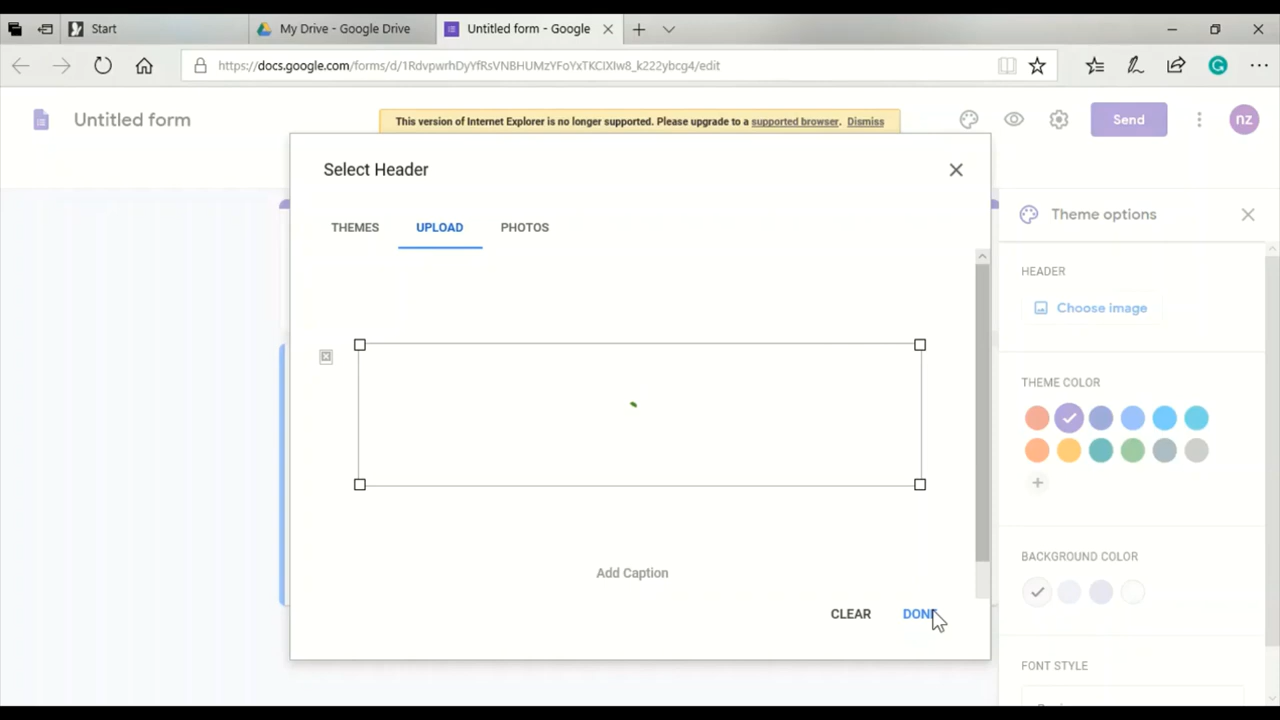 Start
My Drive - Google Drive
Untitled form - Google
https://docs.google.com/forms/d/1RdvpwrhDyYfRsVNBHUMzYFoYxTKCIXIw8_k222ybcg4/edit
Untitled form
This version of Internet Explorer is no longer supported. Please upgrade to a supported browser. Dismiss
Send
nz
Select Header
THEMES
UPLOAD
PHOTOS
Add Caption
CLEAR
DONE
Theme options
HEADER
Choose image
THEME COLOR
BACKGROUND COLOR
FONT STYLE